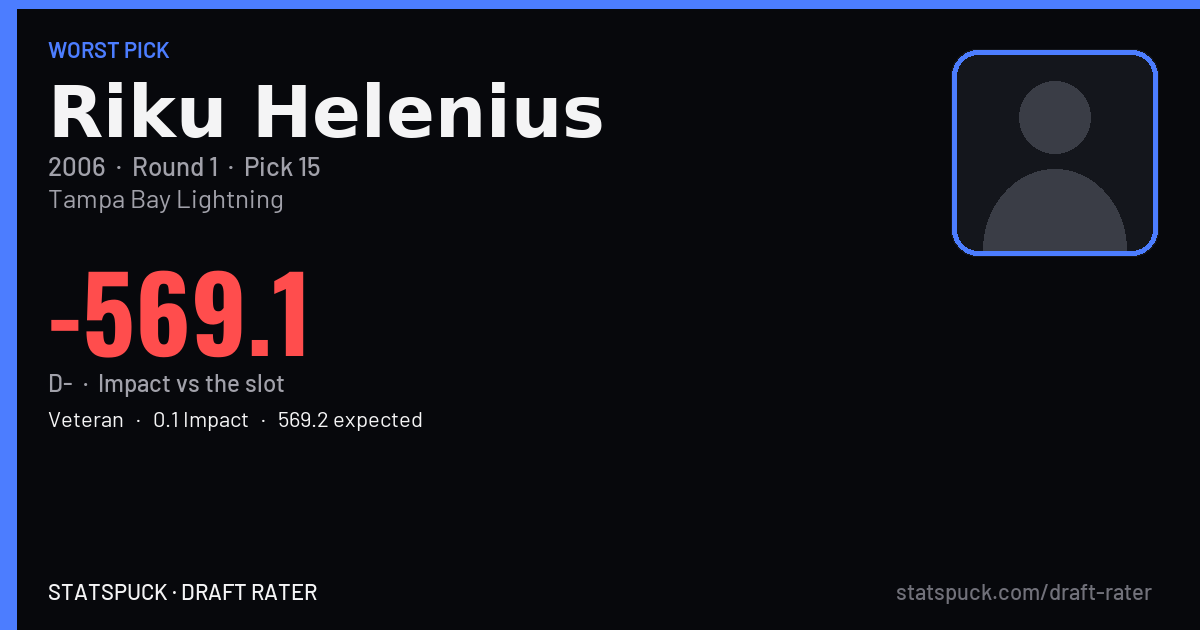 WORST PICK
Riku Helenius
2006 · Round 1 · Pick 15
Tampa Bay Lightning
-569.1
D- · Impact vs the slot
Veteran · 0.1 Impact · 569.2 expected
STATSPUCK · DRAFT RATER
statspuck.com/draft-rater